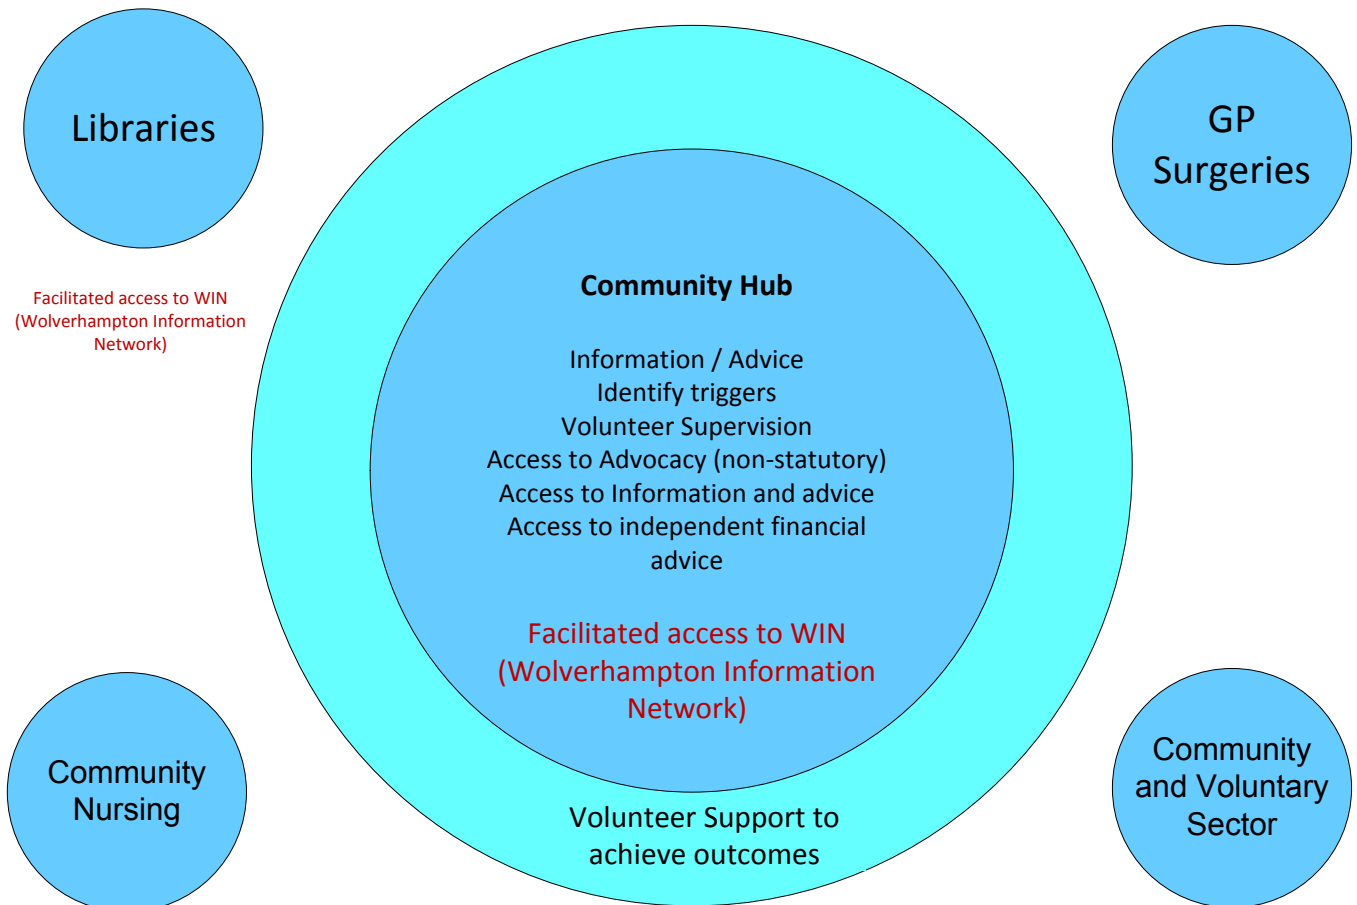 Libraries
GP
Surgeries
Facilitated access to WIN
(Wolverhampton Information
Network)
Community Hub
Information / Advice
Identify triggers
Volunteer Supervision
Access to Advocacy (non-statutory)
Access to Information and advice
Access to independent financial
advice
Facilitated access to WIN
(Wolverhampton Information
Network)
Community
Nursing
Community
and Voluntary
Sector
Volunteer Support to
achieve outcomes